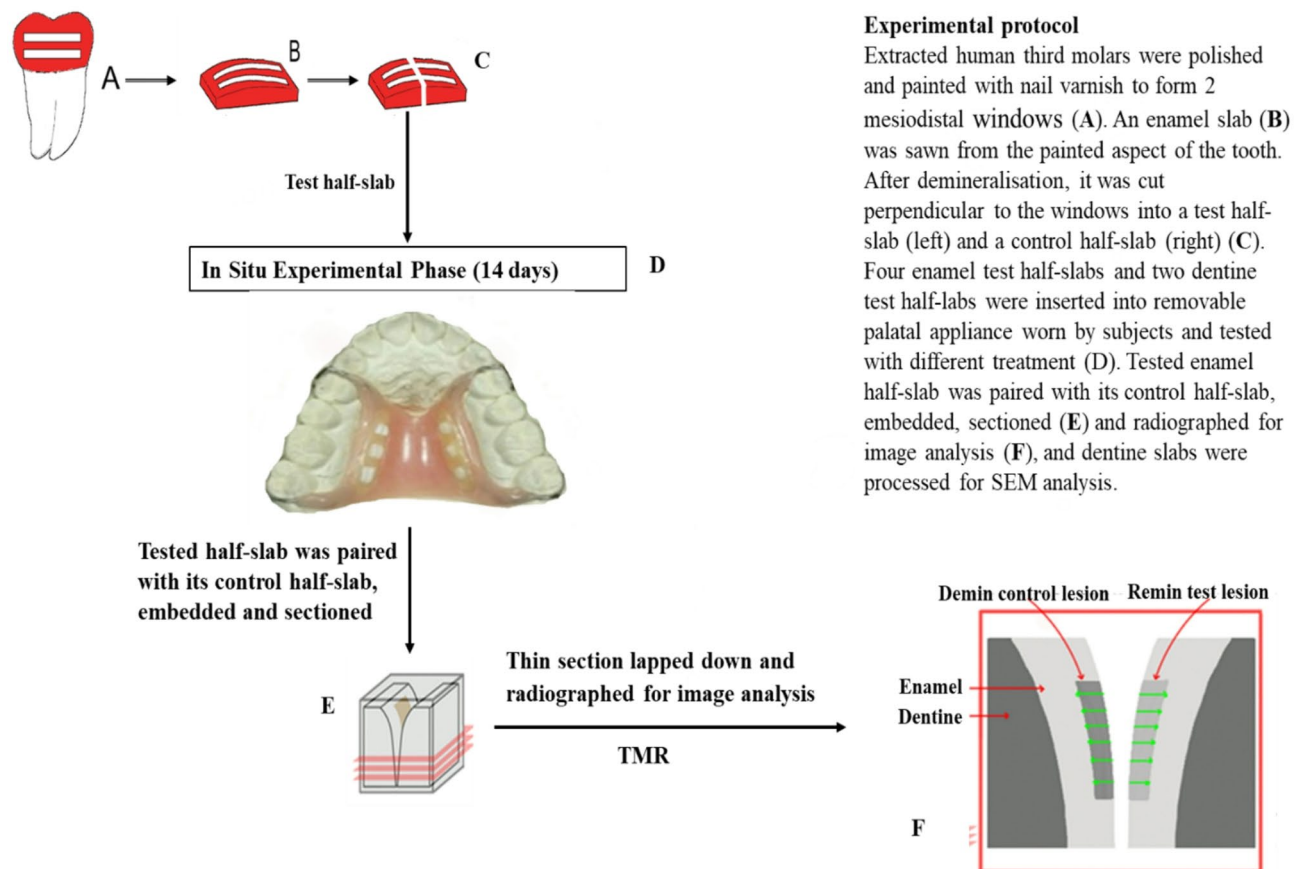 A
B
C
Test half-slab
In Situ Experimental Phase (14 days)
D
Tested half-slab was paired
with its control half-slab,
embedded and sectioned
E
Thin section lapped down and
radiographed for image analysis
TMR
Experimental protocol
Extracted human third molars were polished
and painted with nail varnish to form 2
mesiodistal windows (A). An enamel slab (B)
was sawn from the painted aspect of the tooth.
After demineralisation, it was cut
perpendicular to the windows into a test half-
slab (left) and a control half-slab (right) (C).
Four enamel test half-slabs and two dentine
test half-labs were inserted into removable
palatal appliance worn by subjects and tested
with different treatment (D). Tested enamel
half-slab was paired with its control half-slab,
embedded, sectioned (E) and radiographed for
image analysis (F), and dentine slabs were
processed for SEM analysis.
Demin control lesion
Remin test lesion
Enamel
Dentine
F